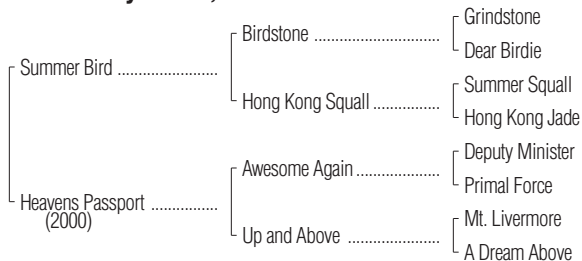 Grindstone
Birdstone
Dear Birdie
Summer Bird
Summer Squall
Hong Kong Squall
Hong Kong Jade
Deputy Minister
Awesome Again
Primal Force
Heavens Passport
(2000)
Mt. Livermore
Up and Above
A Dream Above